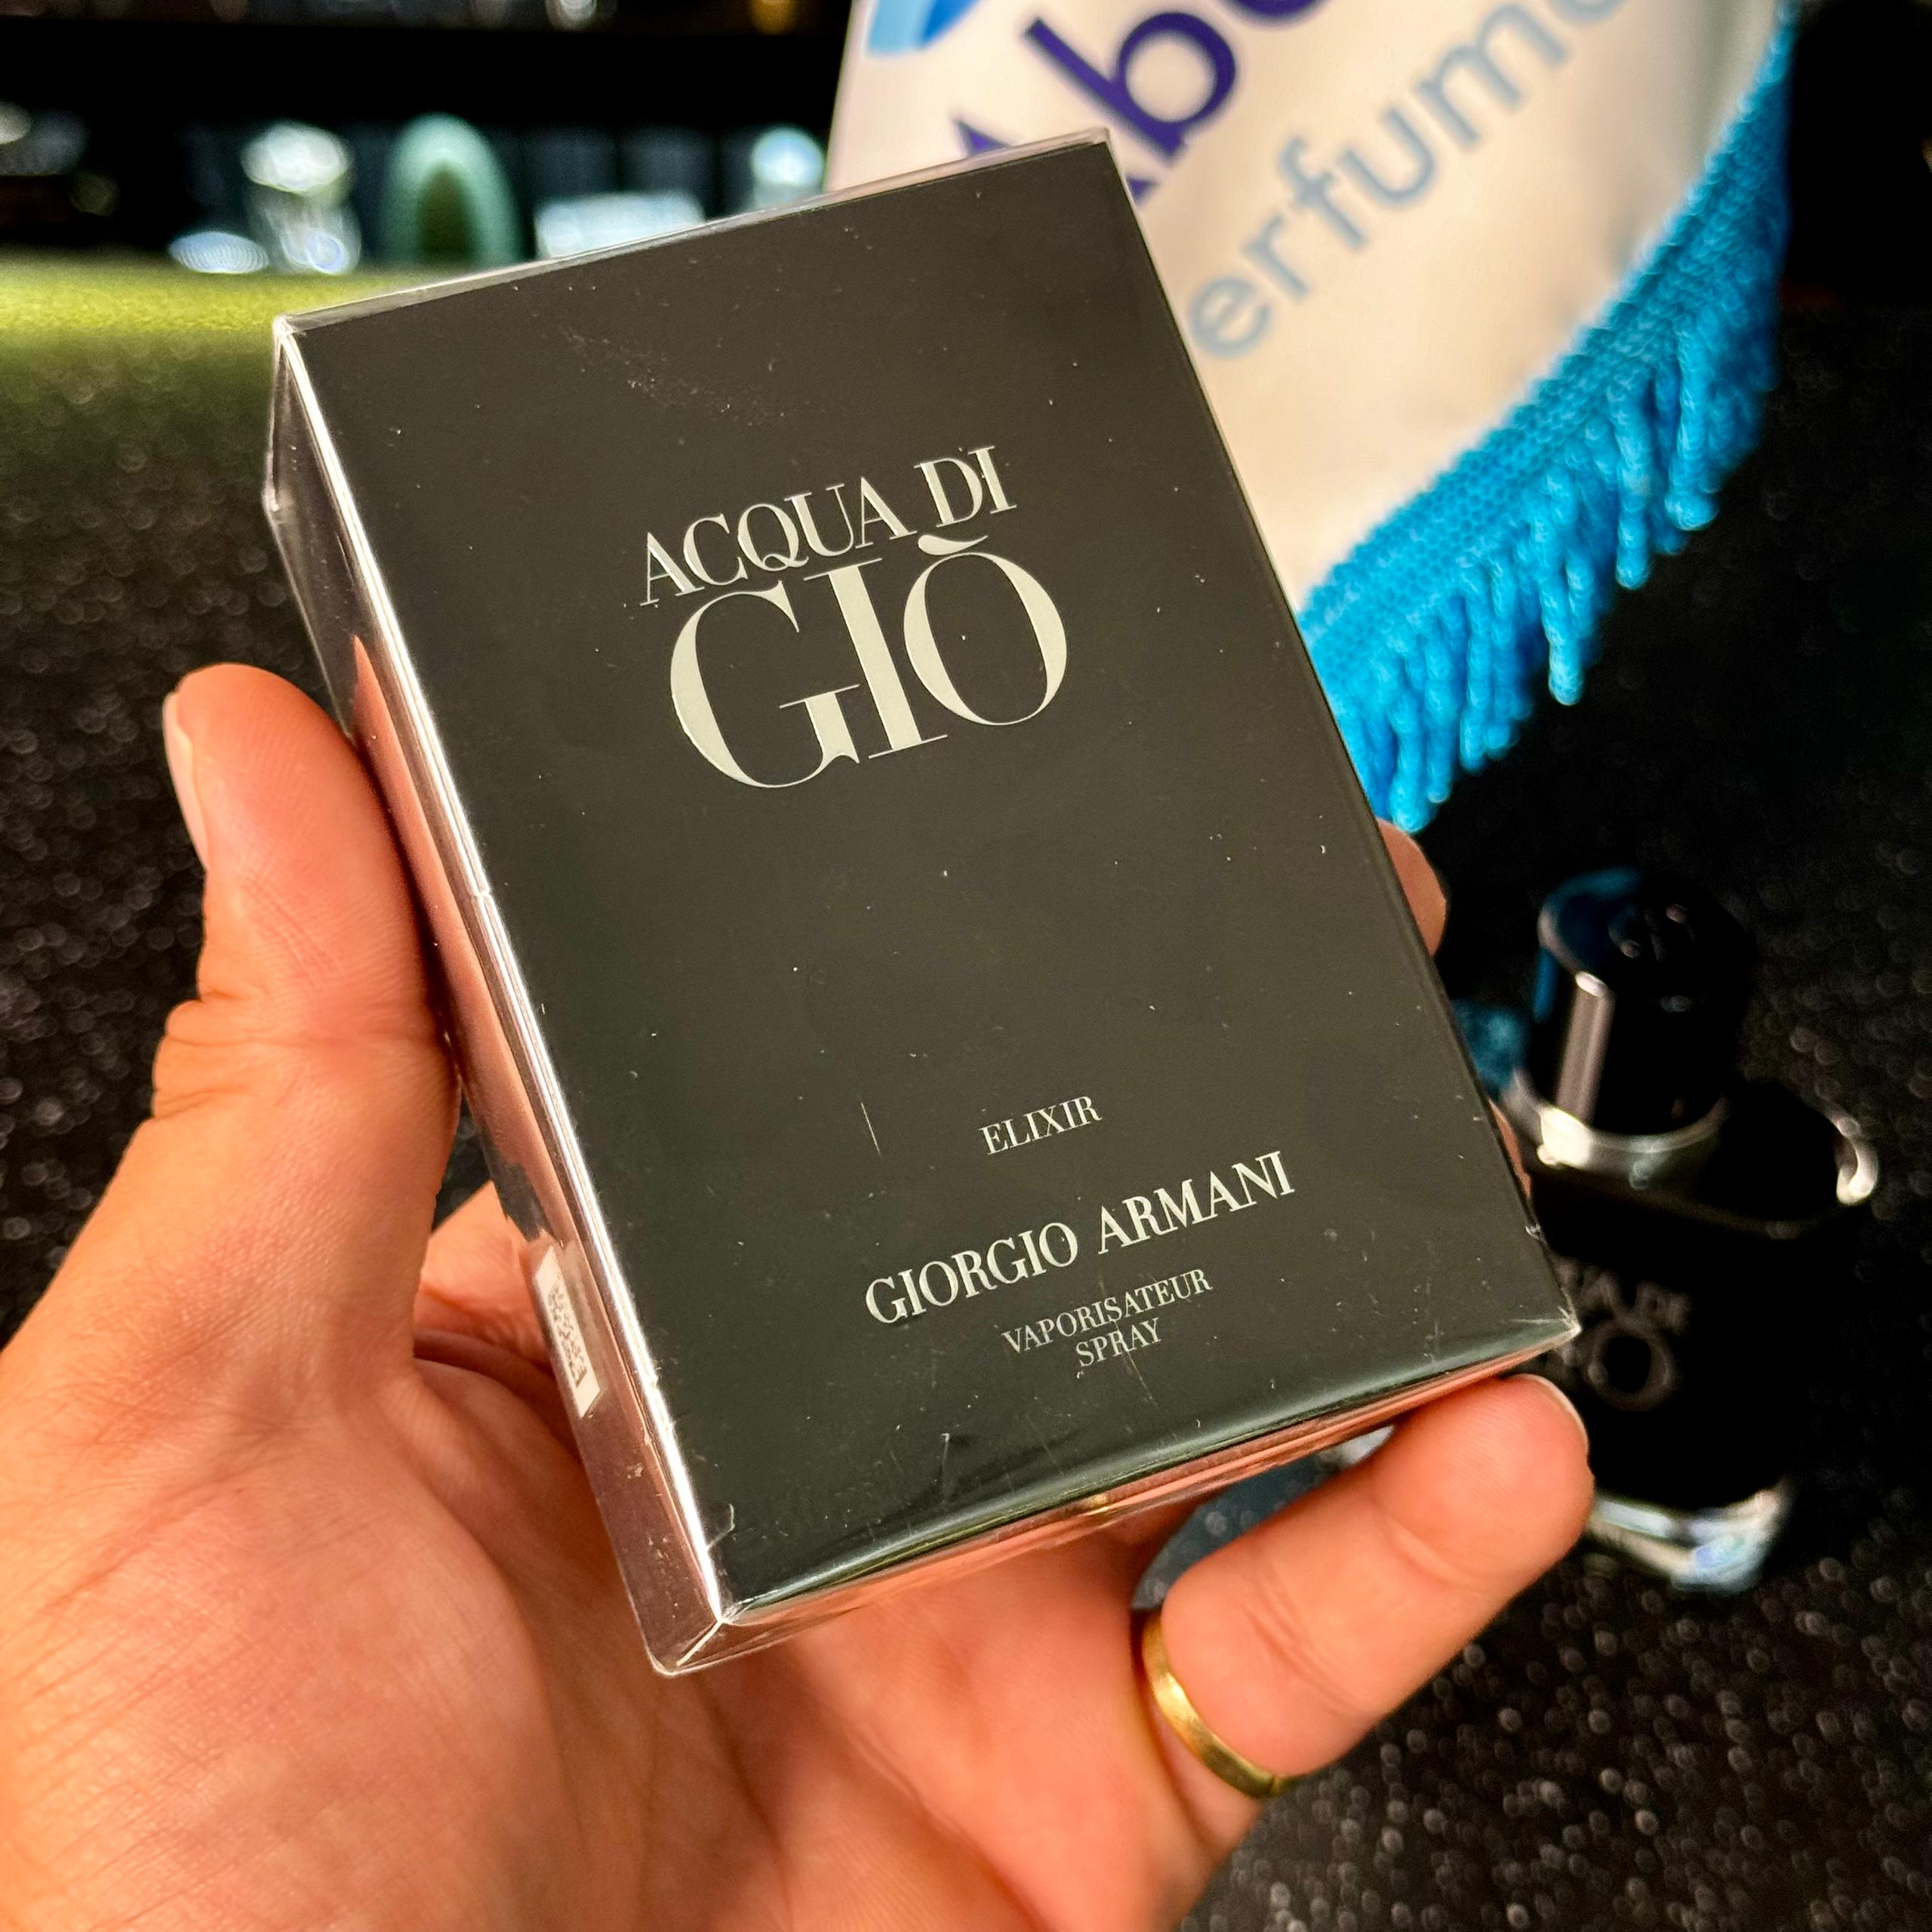 ACQUA DI
GIÒ
ELIXIR
GIORGIO ARMANI
VAPORISATEUR
SPRAY